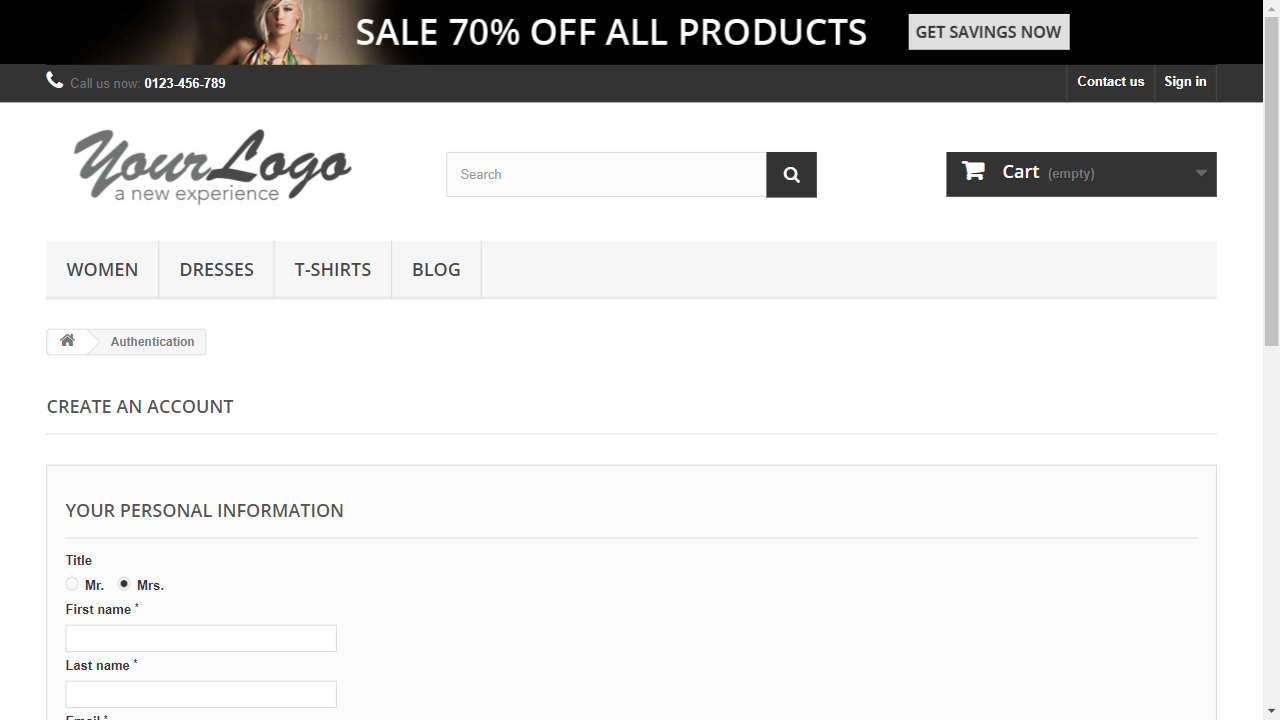 SALE 70% OFF ALL PRODUCTS GET SAVINGS NOW
Call us now: 0123-456-789 Contact us Sign in
YourLogo
a new experience
Search
Cart (empty)
WOMEN DRESSES T-SHIRTS BLOG
Authentication
CREATE AN ACCOUNT
YOUR PERSONAL INFORMATION
Title
Mr. Mrs.
First name *
Last name *
Email *